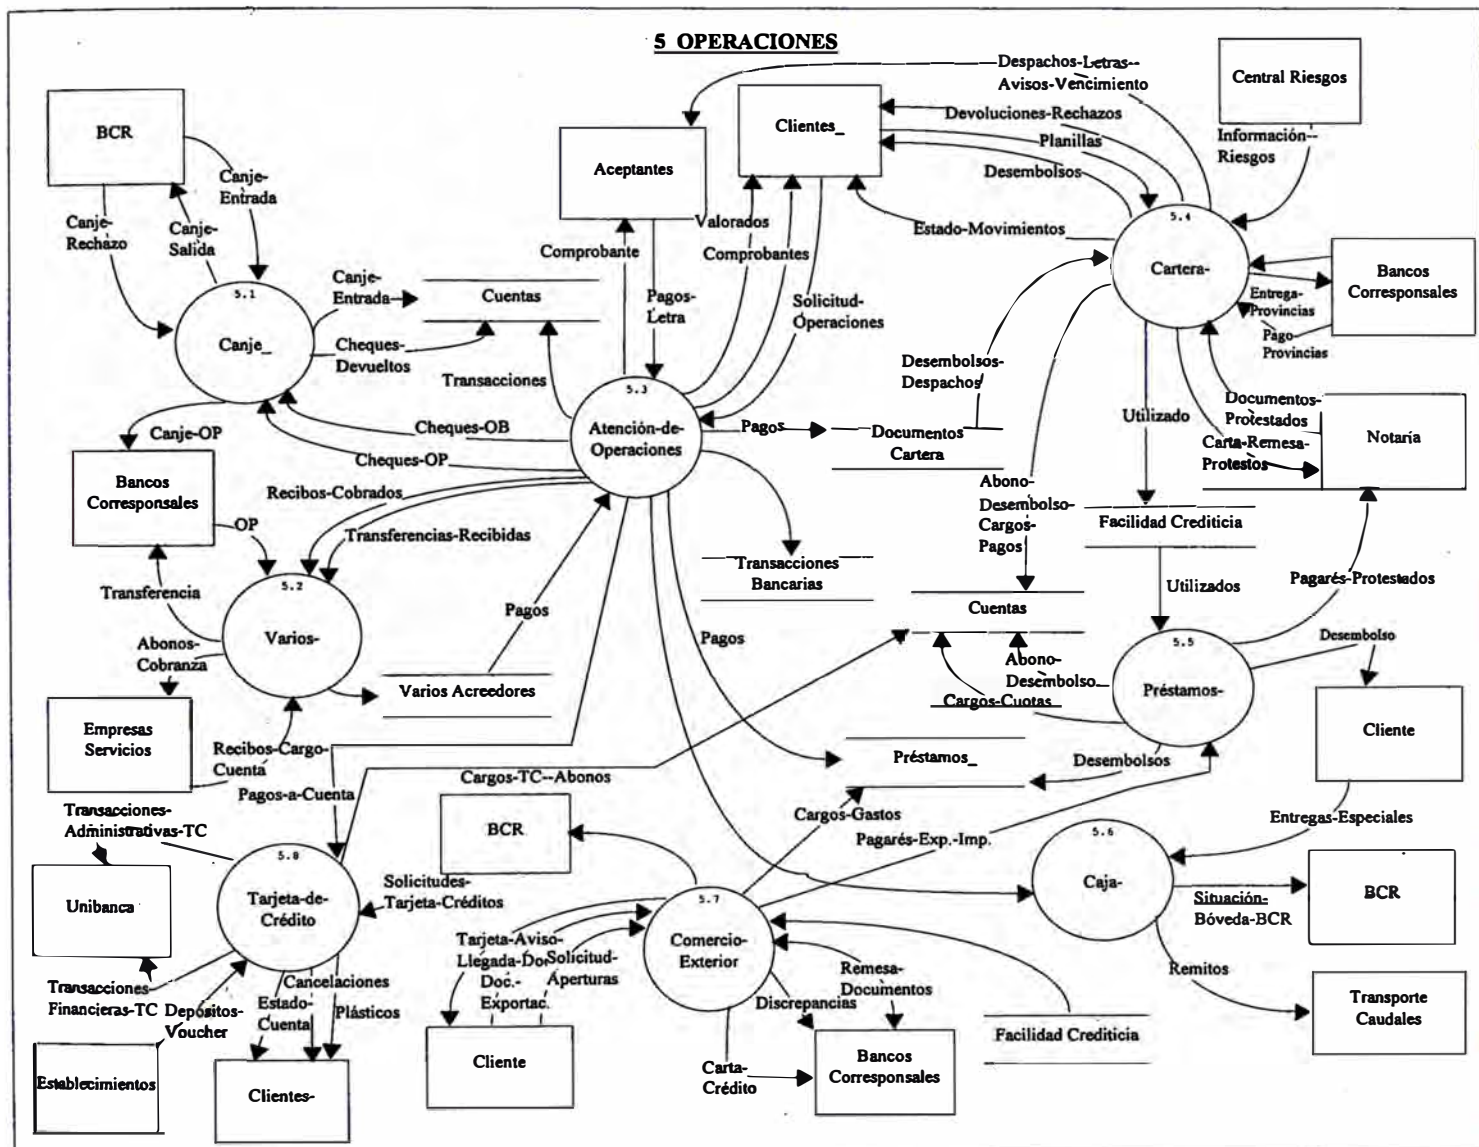 5 OPERACIONES
Despachos-Letras--
Avisos-Vencimiento
Central Riesgos
BCR
Clientes_
Devoluciones-Rechazos
Planillas
Desembolsos
Información--
Riesgos
Aceptantes
Canje-
Entrada
Canje-
Rechazo
Canje-
Salida
Valorados
Comprobante
Comprobantes
Estado-Movimientos
5.4
Cartera-
Bancos
Corresponsales
Entrega-
Provincias
Pago-
Provincias
5.1
Canje_
Canje-
Entrada
Cuentas
Cheques-
Devueltos
Pagos-
Letra
Solicitud-
Operaciones
Transacciones
Desembolsos-
Despachos
5.3
Atención-de-
Operaciones
Pagos
Documentos
Cartera
Utilizado
Documentos-
Protestados
Carta-Remesa-
Protestos
Notaría
Canje-OP
Cheques-OB
Cheques-OP
Bancos
Corresponsales
Recibos-Cobrados
OP
Transferencias-Recibidas
Abono-
Desembolso-
Cargos-
Pagos
Facilidad Crediticia
Transacciones
Bancarias
Utilizados
Pagarés-Protestados
Transferencia
5.2
Varios-
Pagos
Cuentas
Pagos
Abonos-
Cobranza
Varios Acreedores
Abono-
Desembolso
Cargos-Cuotas
5.5
Préstamos-
Desembolso
Empresas
Servicios
Recibos-Cargo-
Cuenta
Pagos-a-Cuenta
Cargos-TC--Abonos
Préstamos_
Desembolsos
Cliente
Transacciones-
Administrativas-TC
BCR
Cargos-Gastos
Pagarés-Exp.-Imp.
Entregas-Especiales
5.8
Tarjeta-de-
Crédito
Unibanca
Solicitudes-
Tarjeta-Créditos
5.6
Caja-
Situación-
Bóveda-BCR
BCR
5.7
Comercio-
Exterior
Tarjeta-Aviso-
Llegada-Do
Doc.-
Exportac.
Solicitud-
Aperturas
Remesa-
Documentos
Discrepancias
Remitos
Transacciones-
Financieras-TC
Depósitos-
Voucher
Cancelaciones
Estado-
Cuenta
Plásticos
Transporte
Caudales
Facilidad Crediticia
Establecimientos
Clientes-
Cliente
Carta-
Crédito
Bancos
Corresponsales